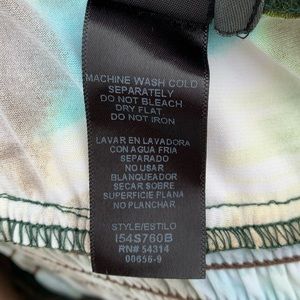 MACHINE WASH COLD
SEPARATELY
DO NOT BLEACH
DRY FLAT
DO NOT IRON
LAVAR EN LAVADORA
CON AGUA FRIA
SEPARADO
NO USAR
BLANQUEADOR
SECAR SOBRE
SUPERFICIE PLANA
NO PLANCHAR
STYLE/ESTILO
I54S760B
RN# 54314
00656-9